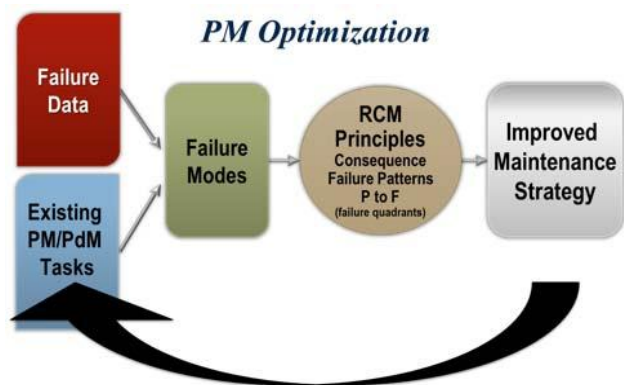 PM Optimization
Failure
Data
Existing
PM/PdM
Tasks
Failure
Modes
RCM
Principles
Consequence
Failure Patterns
P to F
(failure quadrants)
Improved
Maintenance
Strategy